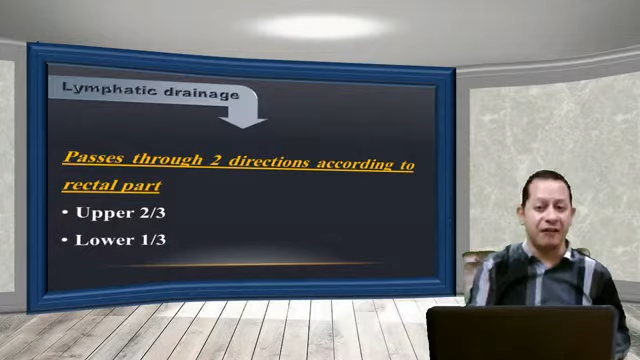 Lymphatic drainage
Passes through 2 directions according to
rectal part
• Upper 2/3
• Lower 1/3